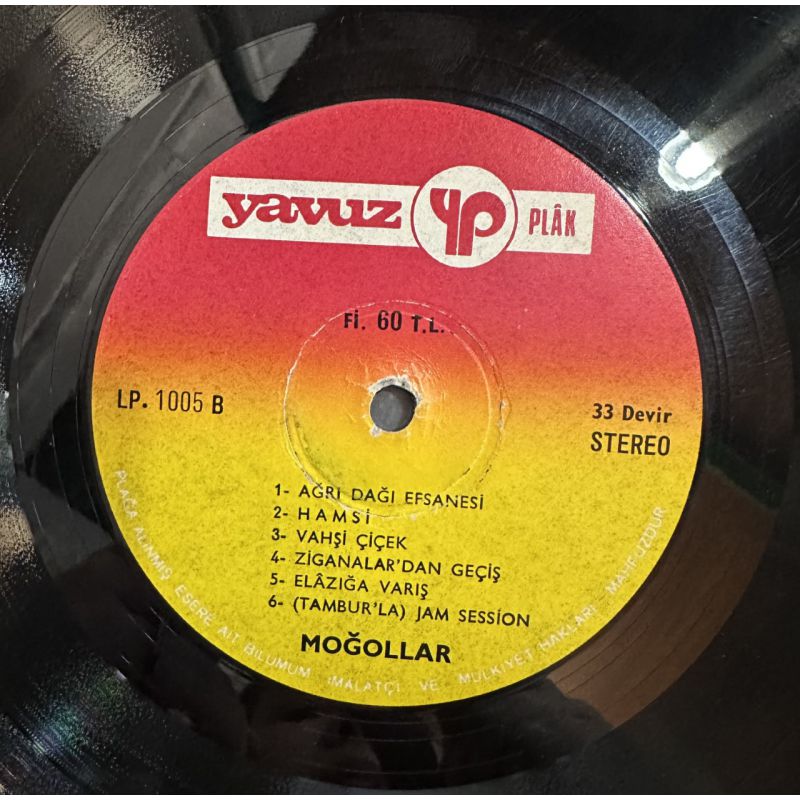 yavuz yp PLÂK
Fİ. 60 T.L.
LP. 1005 B
33 Devir
STEREO
1- AĞRI DAĞI EFSANESİ
2- HAMSİ
3- VAHŞİ ÇİÇEK
4- ZİGANALAR'DAN GEÇİŞ
5- ELÂZIĞA VARIŞ
6- (TAMBUR'LA) JAM SESSİON
MOĞOLLAR
PLAĞA ALINMIŞ ESERE AİT BİLUMUM İMALATÇI VE MÜLKİYET HAKLARI MAHFUZDUR